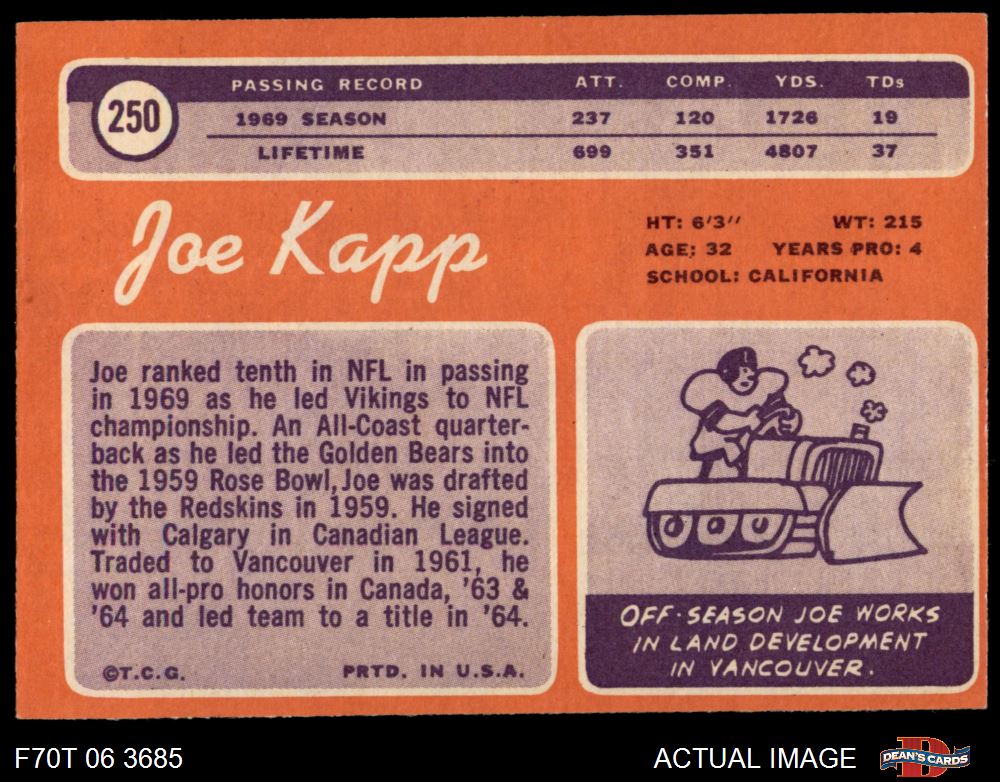 250
PASSING RECORD ATT. COMP. YDS. TDs
1969 SEASON 237 120 1726 19
LIFETIME 699 351 4807 37
Joe Kapp
HT: 6'3'' WT: 215
AGE: 32 YEARS PRO: 4
SCHOOL: CALIFORNIA
Joe ranked tenth in NFL in passing
in 1969 as he led Vikings to NFL
championship. An All-Coast quarter-
back as he led the Golden Bears into
the 1959 Rose Bowl, Joe was drafted
by the Redskins in 1959. He signed
with Calgary in Canadian League.
Traded to Vancouver in 1961, he
won all-pro honors in Canada, '63 &
'64 and led team to a title in '64.
©T.C.G. PRTD. IN U.S.A.
OFF-SEASON JOE WORKS
IN LAND DEVELOPMENT
IN VANCOUVER.
F70T 06 3685 ACTUAL IMAGE DEAN'S CARDS